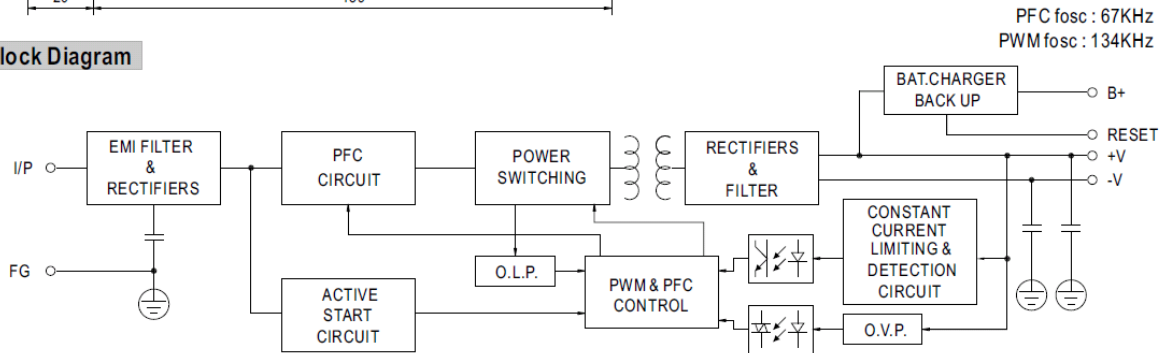 PFC fosc : 67KHz
PWM fosc : 134KHz
lock Diagram
BAT.CHARGER
BACK UP
B+
RESET
+V
-V
I/P
EMI FILTER
&
RECTIFIERS
PFC
CIRCUIT
POWER
SWITCHING
RECTIFIERS
&
FILTER
FG
O.L.P.
PWM & PFC
CONTROL
CONSTANT
CURRENT
LIMITING &
DETECTION
CIRCUIT
ACTIVE
START
CIRCUIT
O.V.P.